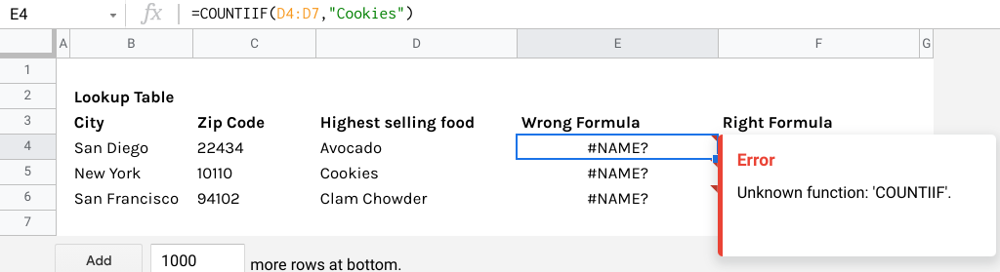 E4 fx =COUNTIIF(D4:D7,"Cookies")
A B C D E F G
1
2 Lookup Table
3 City Zip Code Highest selling food Wrong Formula Right Formula
4 San Diego 22434 Avocado #NAME?
5 New York 10110 Cookies #NAME?
6 San Francisco 94102 Clam Chowder #NAME?
7
Error
Unknown function: 'COUNTIIF'.
Add 1000 more rows at bottom.